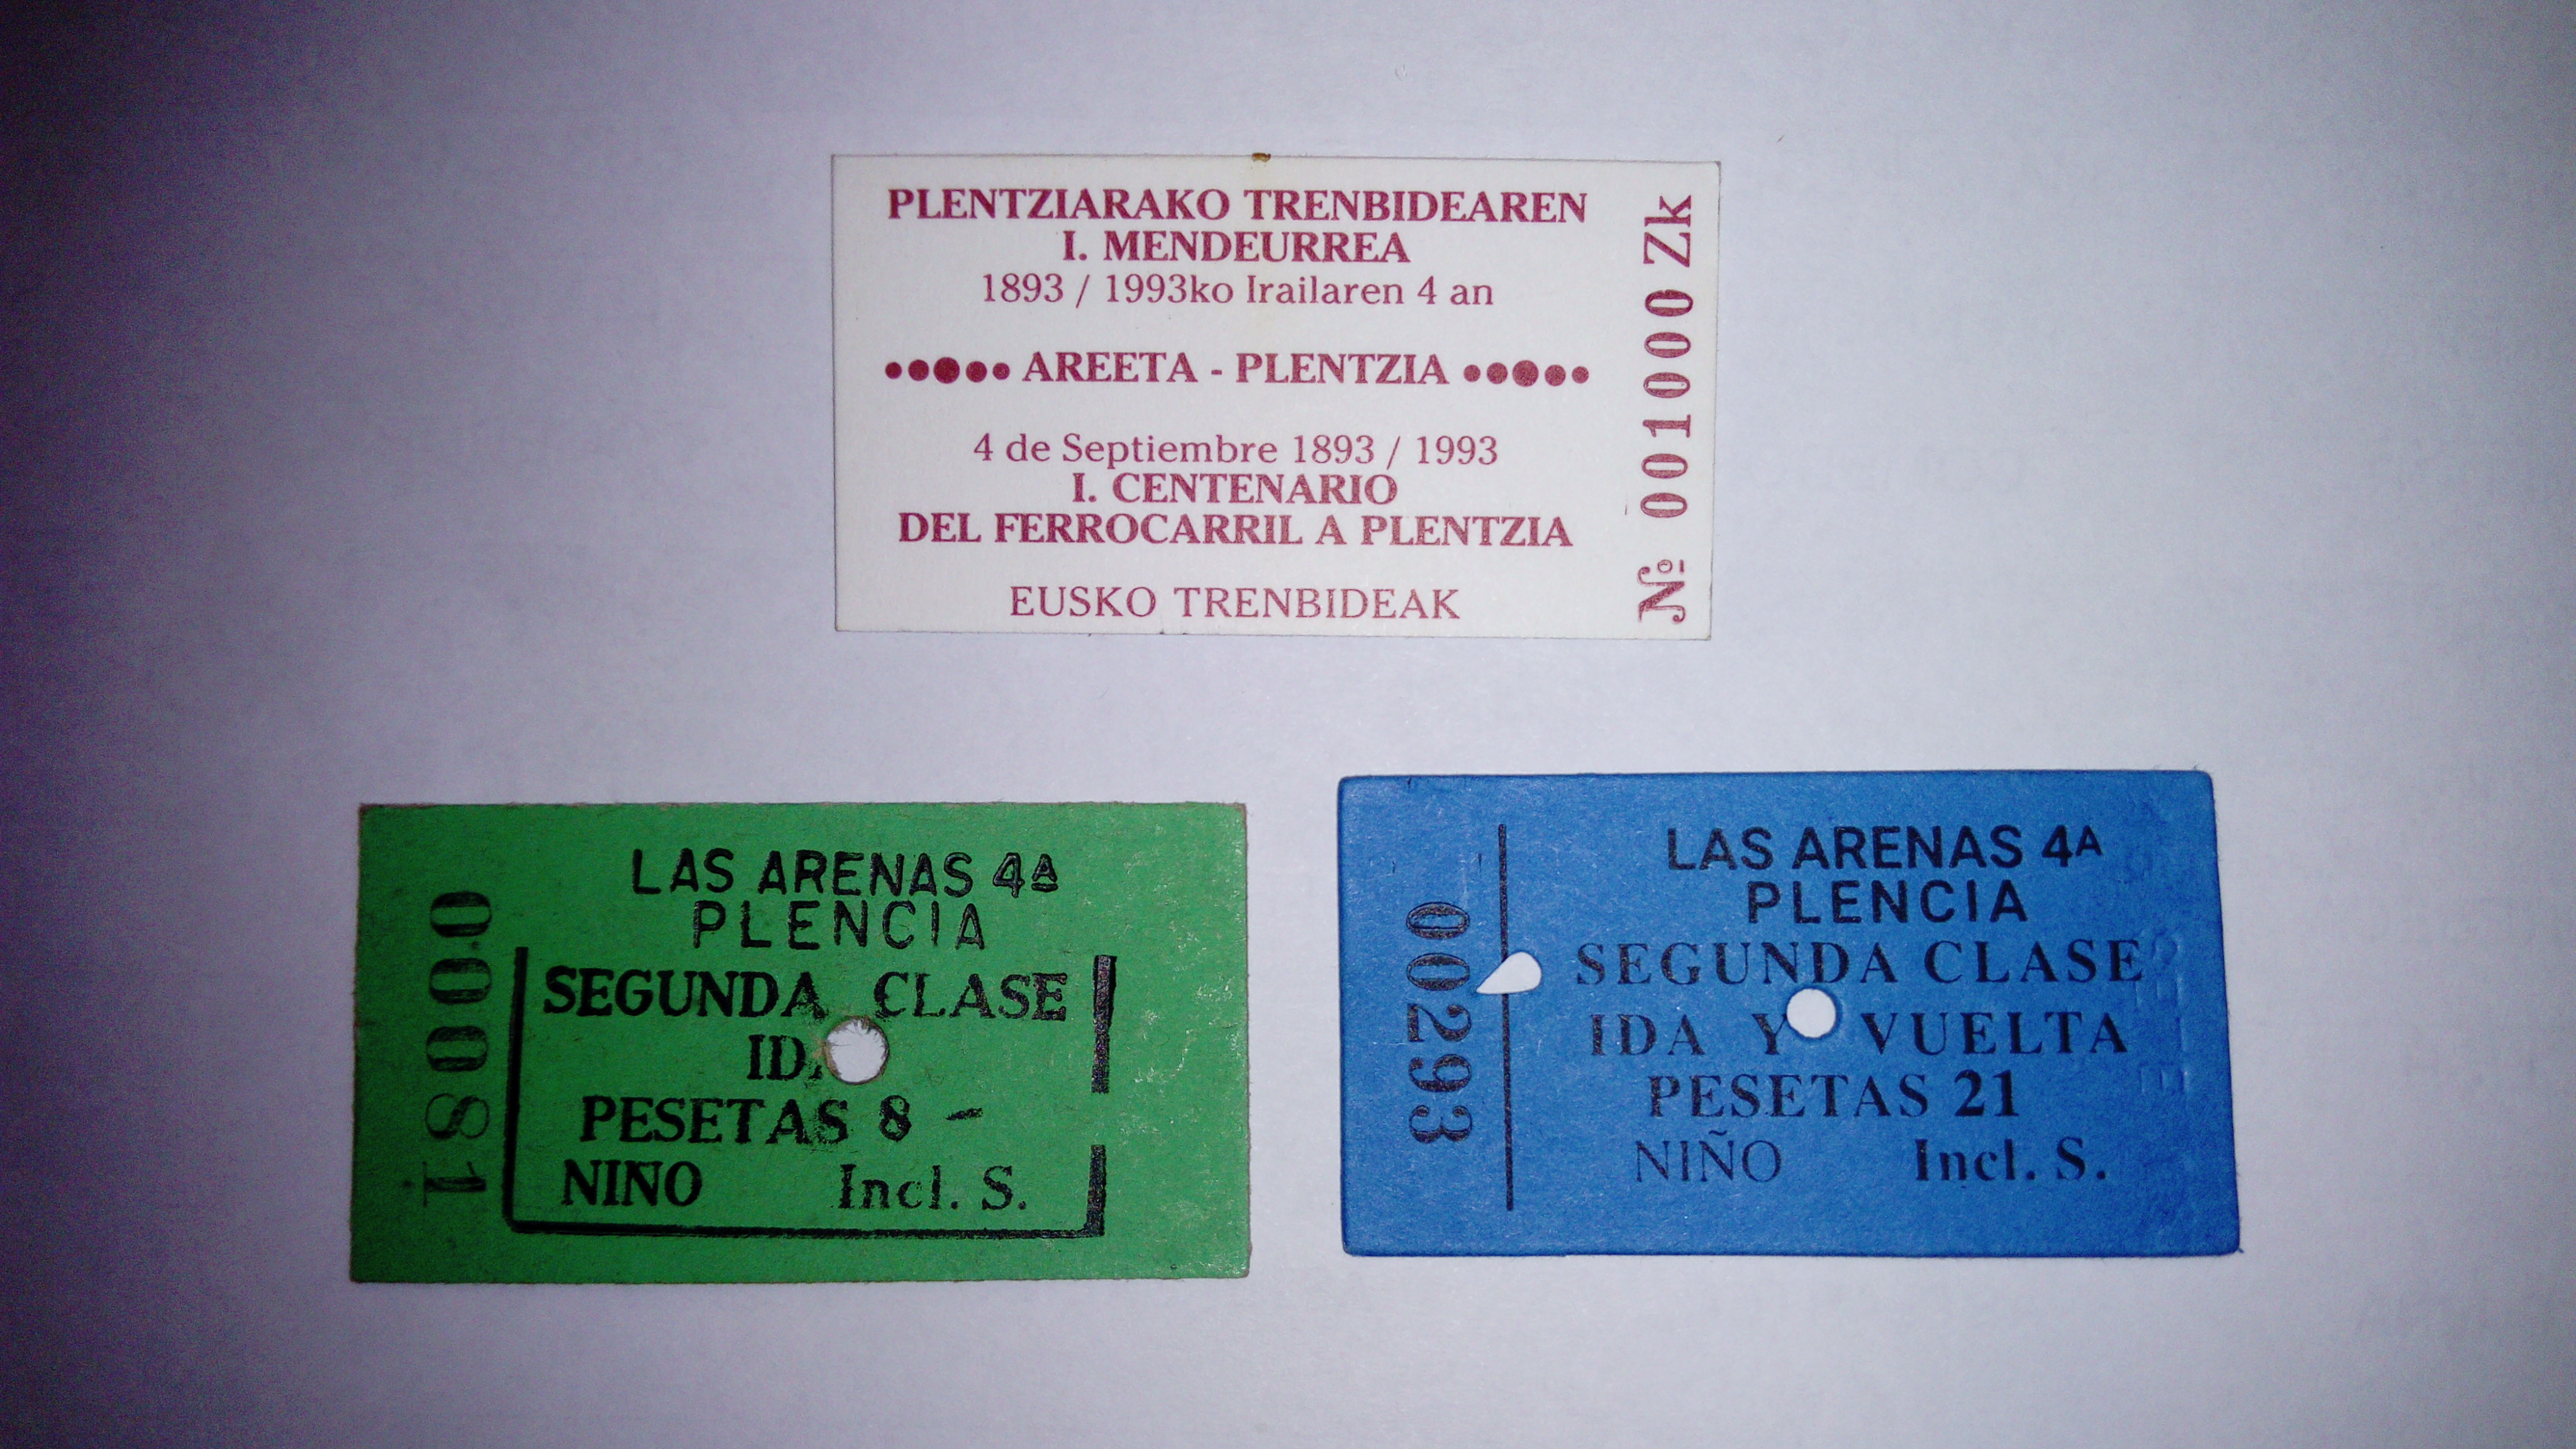 PLENTZIARAKO TRENBIDEAREN
I. MENDEURREA
1893 / 1993ko Irailaren 4 an
AREETA - PLENTZIA
4 de Septiembre 1893 / 1993
I. CENTENARIO
DEL FERROCARRIL A PLENTZIA
EUSKO TRENBIDEAK
Nº 001000 Zk
LAS ARENAS 4ª
PLENCIA
SEGUNDA CLASE
PESETAS 8 -
NIÑO Incl. S.
00081
LAS ARENAS 4A
PLENCIA
SEGUNDA CLASE
IDA Y VUELTA
PESETAS 21
NIÑO Incl. S.
00293